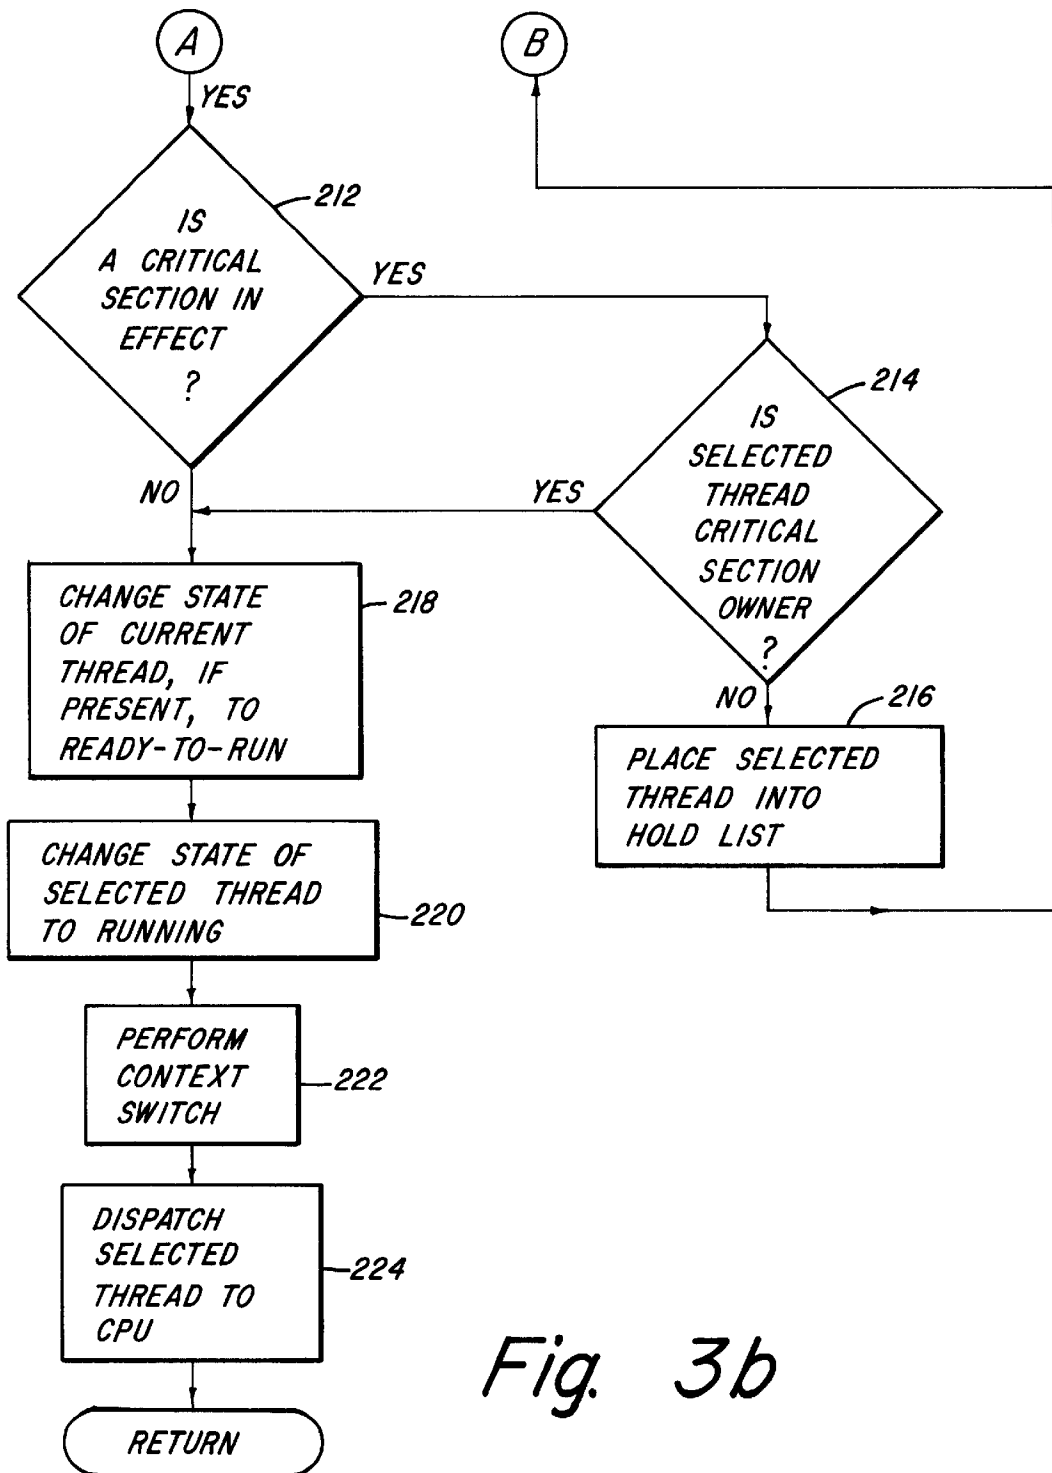 A
B
YES
212
IS
A CRITICAL
SECTION IN
EFFECT
?
YES
214
IS
SELECTED
THREAD
CRITICAL
SECTION
OWNER
?
NO
YES
218
CHANGE STATE
OF CURRENT
THREAD, IF
PRESENT, TO
READY-TO-RUN
NO
216
PLACE SELECTED
THREAD INTO
HOLD LIST
CHANGE STATE OF
SELECTED THREAD
TO RUNNING
220
PERFORM
CONTEXT
SWITCH
222
DISPATCH
SELECTED
THREAD TO
CPU
224
RETURN
Fig. 3b